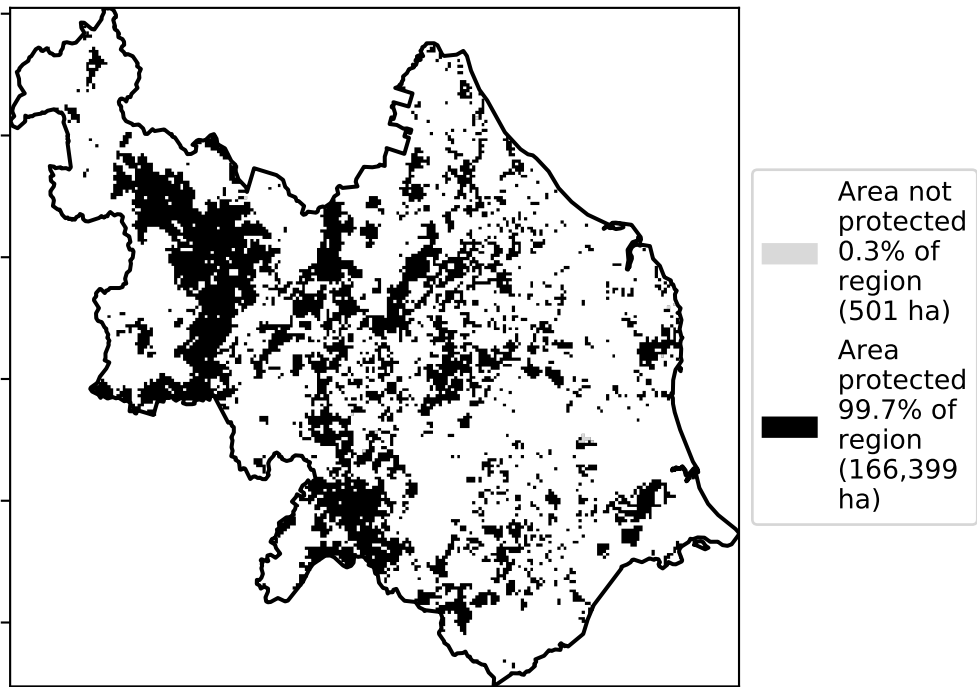 Area not
protected
0.3% of
region
(501 ha)
Area
protected
99.7% of
region
(166,399
ha)